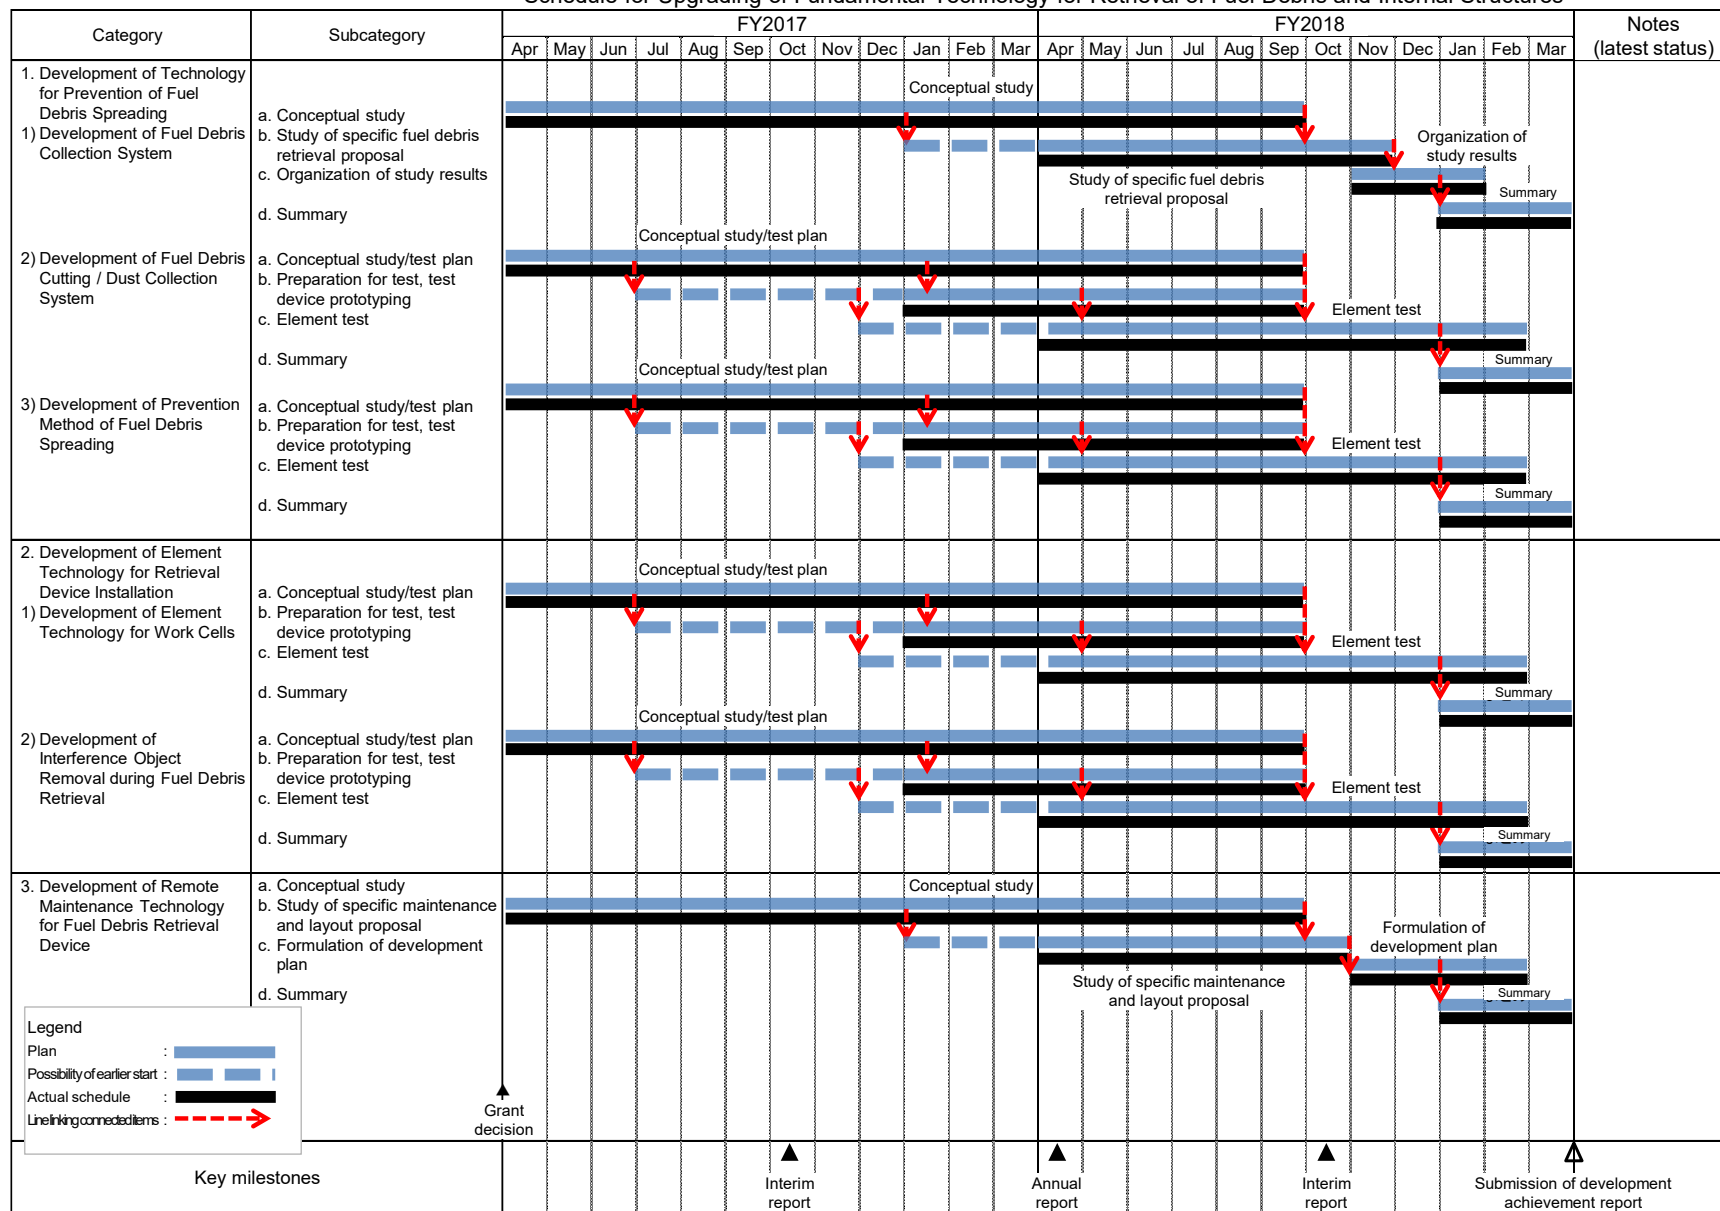 Schedule for Upgrading of Fundamental Technology for Retrieval of Fuel Debris and Internal Structures
Category
Subcategory
FY2017
FY2018
Notes
(latest status)
Apr May Jun Jul Aug Sep Oct Nov Dec Jan Feb Mar Apr May Jun Jul Aug Sep Oct Nov Dec Jan Feb Mar
1. Development of Technology
for Prevention of Fuel
Debris Spreading
1) Development of Fuel Debris
Collection System
a. Conceptual study
b. Study of specific fuel debris
retrieval proposal
c. Organization of study results
d. Summary
Conceptual study
Study of specific fuel debris
retrieval proposal
Organization of
study results
Summary
2) Development of Fuel Debris
Cutting / Dust Collection
System
a. Conceptual study/test plan
b. Preparation for test, test
device prototyping
c. Element test
d. Summary
Conceptual study/test plan
Element test
Summary
3) Development of Prevention
Method of Fuel Debris
Spreading
a. Conceptual study/test plan
b. Preparation for test, test
device prototyping
c. Element test
d. Summary
Conceptual study/test plan
Element test
Summary
2. Development of Element
Technology for Retrieval
Device Installation
1) Development of Element
Technology for Work Cells
a. Conceptual study/test plan
b. Preparation for test, test
device prototyping
c. Element test
d. Summary
Conceptual study/test plan
Element test
Summary
2) Development of
Interference Object
Removal during Fuel Debris
Retrieval
a. Conceptual study/test plan
b. Preparation for test, test
device prototyping
c. Element test
d. Summary
Conceptual study/test plan
Element test
Summary
3. Development of Remote
Maintenance Technology
for Fuel Debris Retrieval
Device
a. Conceptual study
b. Study of specific maintenance
and layout proposal
c. Formulation of development
plan
d. Summary
Conceptual study
Study of specific maintenance
and layout proposal
Formulation of
development plan
Summary
Legend
Plan :
Possibility of earlier start :
Actual schedule :
Line linking connected items :
Grant
decision
Key milestones
Interim
report
Annual
report
Interim
report
Submission of development
achievement report